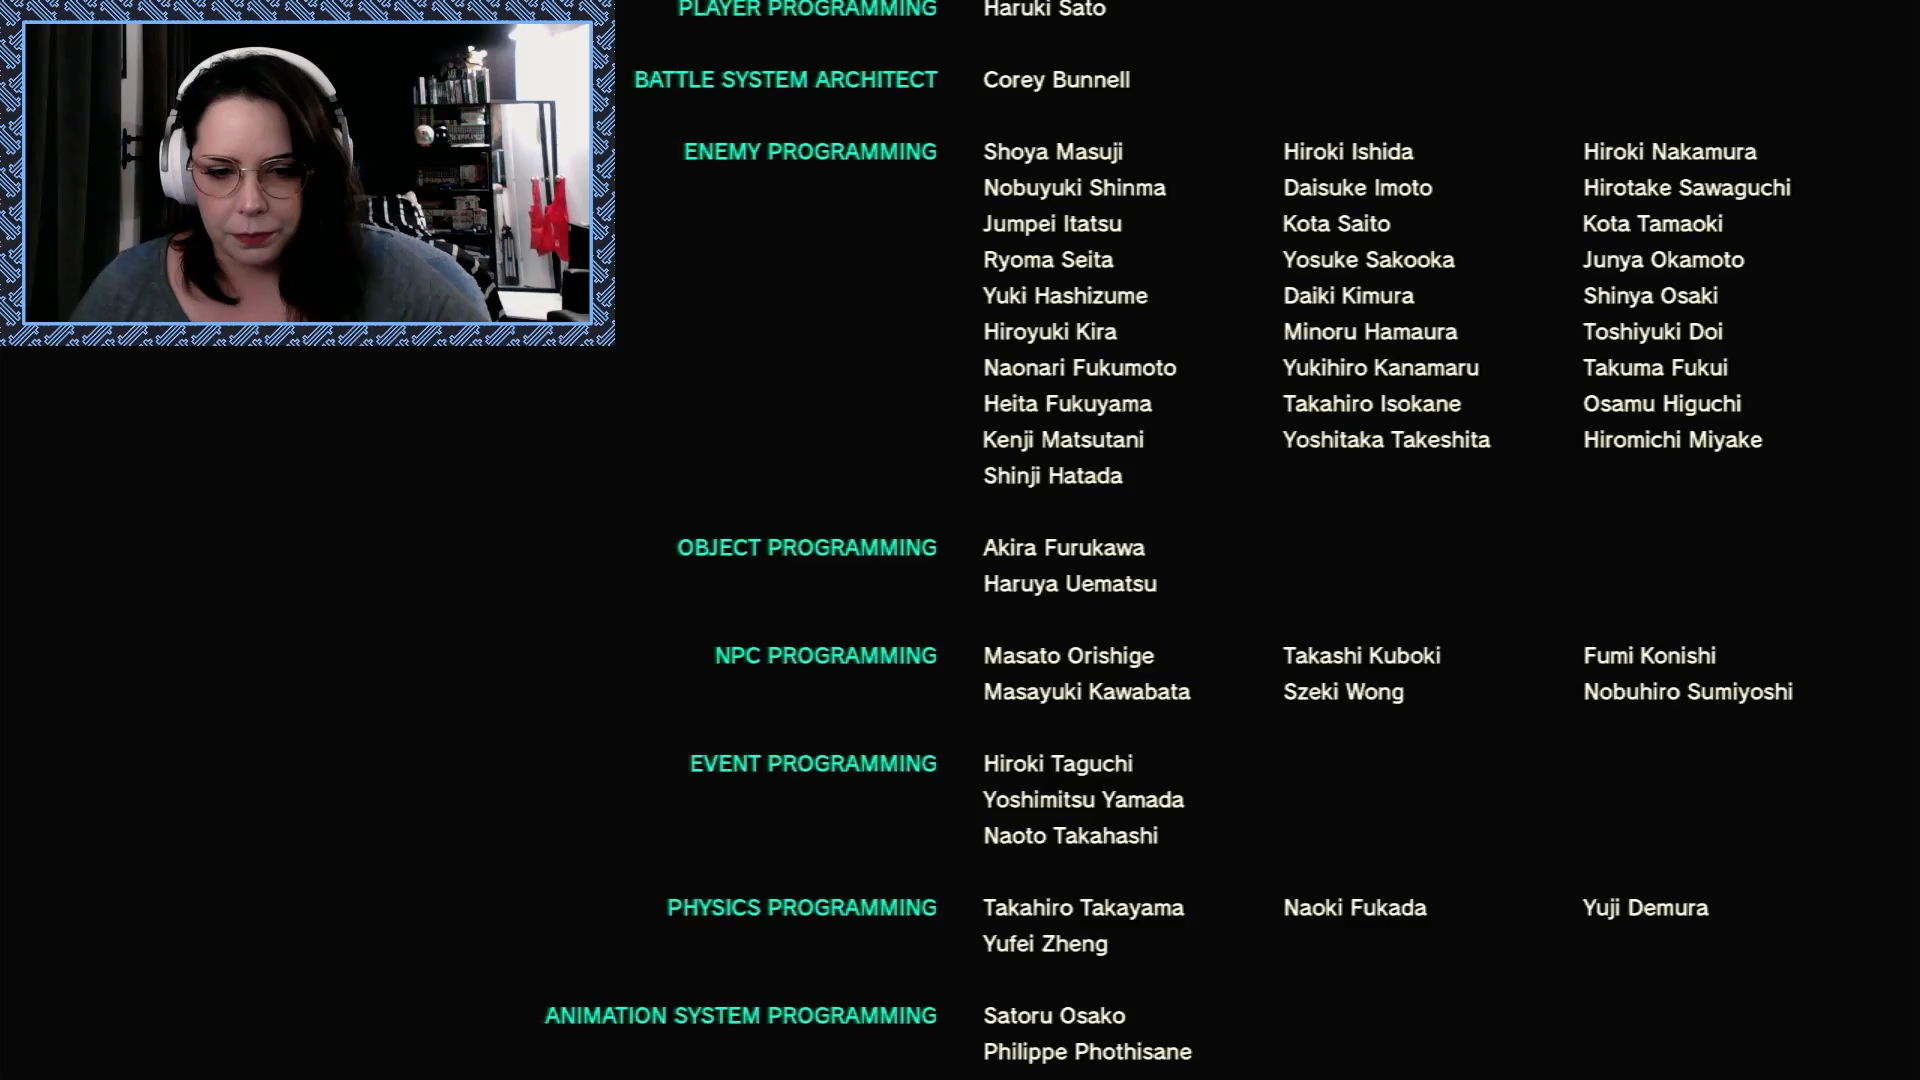 PLAYER PROGRAMMING Haruki Sato
BATTLE SYSTEM ARCHITECT Corey Bunnell
ENEMY PROGRAMMING Shoya Masuji Hiroki Ishida Hiroki Nakamura
Nobuyuki Shinma Daisuke Imoto Hirotake Sawaguchi
Jumpei Itatsu Kota Saito Kota Tamaoki
Ryoma Seita Yosuke Sakooka Junya Okamoto
Yuki Hashizume Daiki Kimura Shinya Osaki
Hiroyuki Kira Minoru Hamaura Toshiyuki Doi
Naonari Fukumoto Yukihiro Kanamaru Takuma Fukui
Heita Fukuyama Takahiro Isokane Osamu Higuchi
Kenji Matsutani Yoshitaka Takeshita Hiromichi Miyake
Shinji Hatada
OBJECT PROGRAMMING Akira Furukawa
Haruya Uematsu
NPC PROGRAMMING Masato Orishige Takashi Kuboki Fumi Konishi
Masayuki Kawabata Szeki Wong Nobuhiro Sumiyoshi
EVENT PROGRAMMING Hiroki Taguchi
Yoshimitsu Yamada
Naoto Takahashi
PHYSICS PROGRAMMING Takahiro Takayama Naoki Fukada Yuji Demura
Yufei Zheng
ANIMATION SYSTEM PROGRAMMING Satoru Osako
Philippe Phothisane